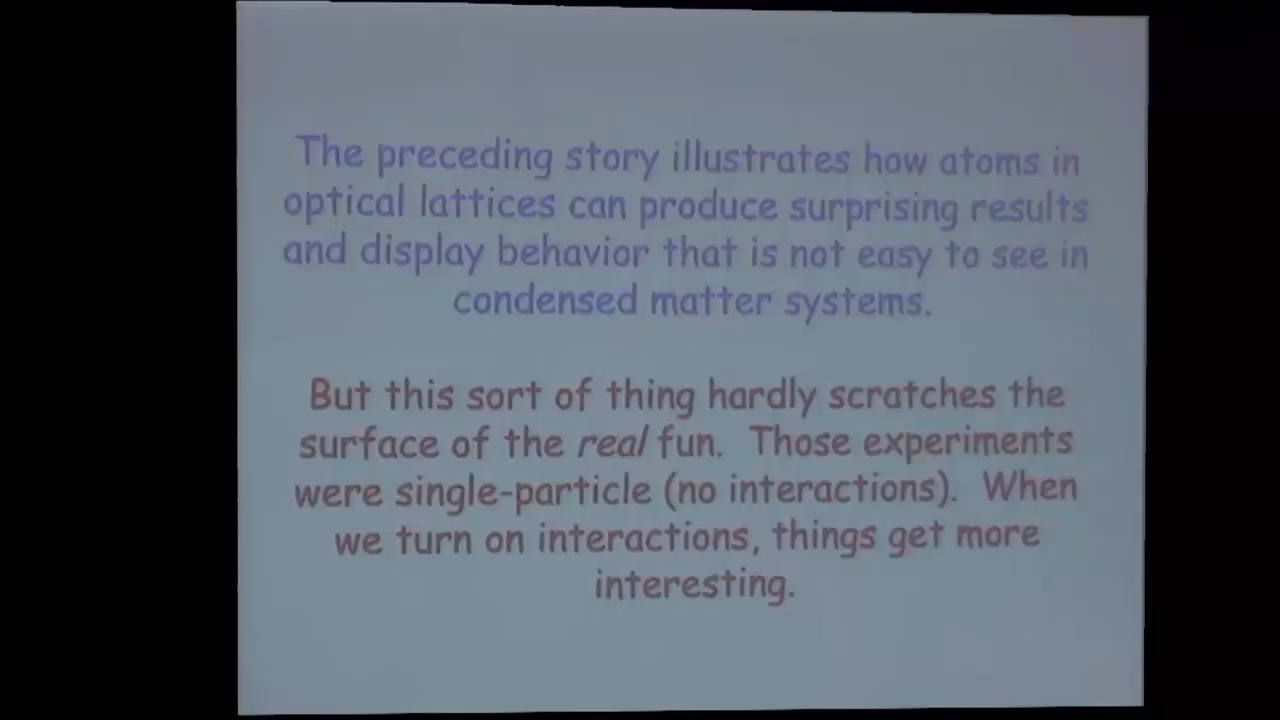 The preceding story illustrates how atoms in
optical lattices can produce surprising results
and display behavior that is not easy to see in
condensed matter systems.
But this sort of thing hardly scratches the
surface of the real fun. Those experiments
were single-particle (no interactions). When
we turn on interactions, things get more
interesting.